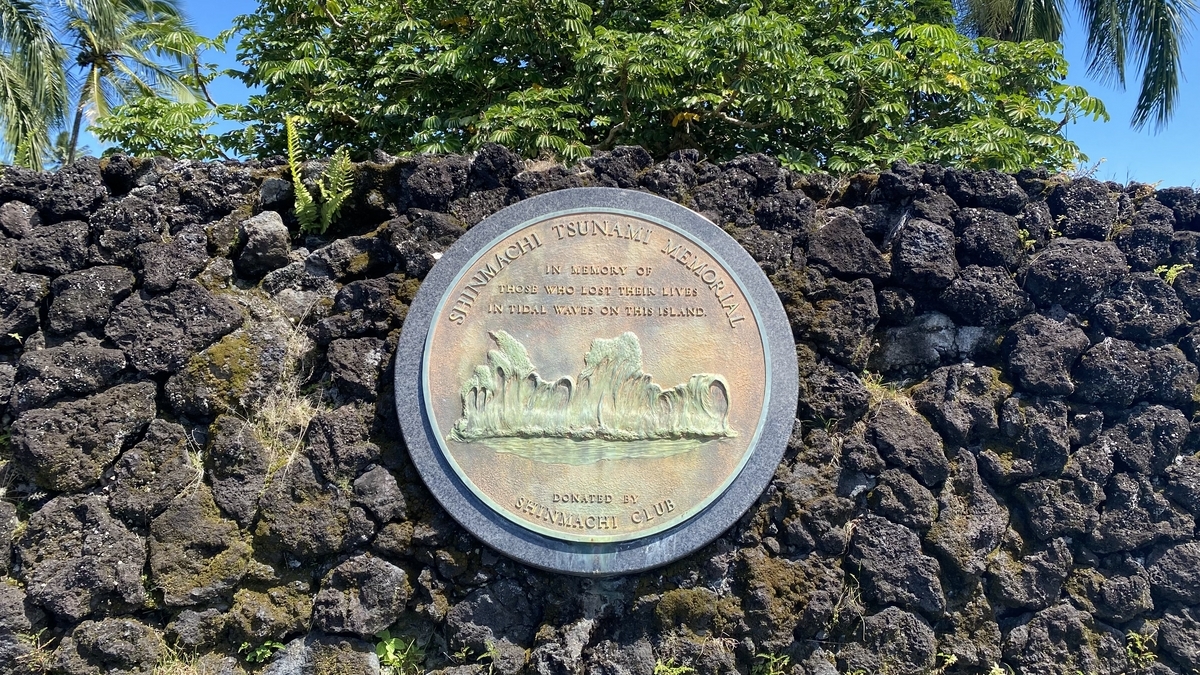 SHINMACHI TSUNAMI MEMORIAL
IN MEMORY OF
THOSE WHO LOST THEIR LIVES
IN TIDAL WAVES ON THIS ISLAND.
DONATED BY
SHINMACHI CLUB